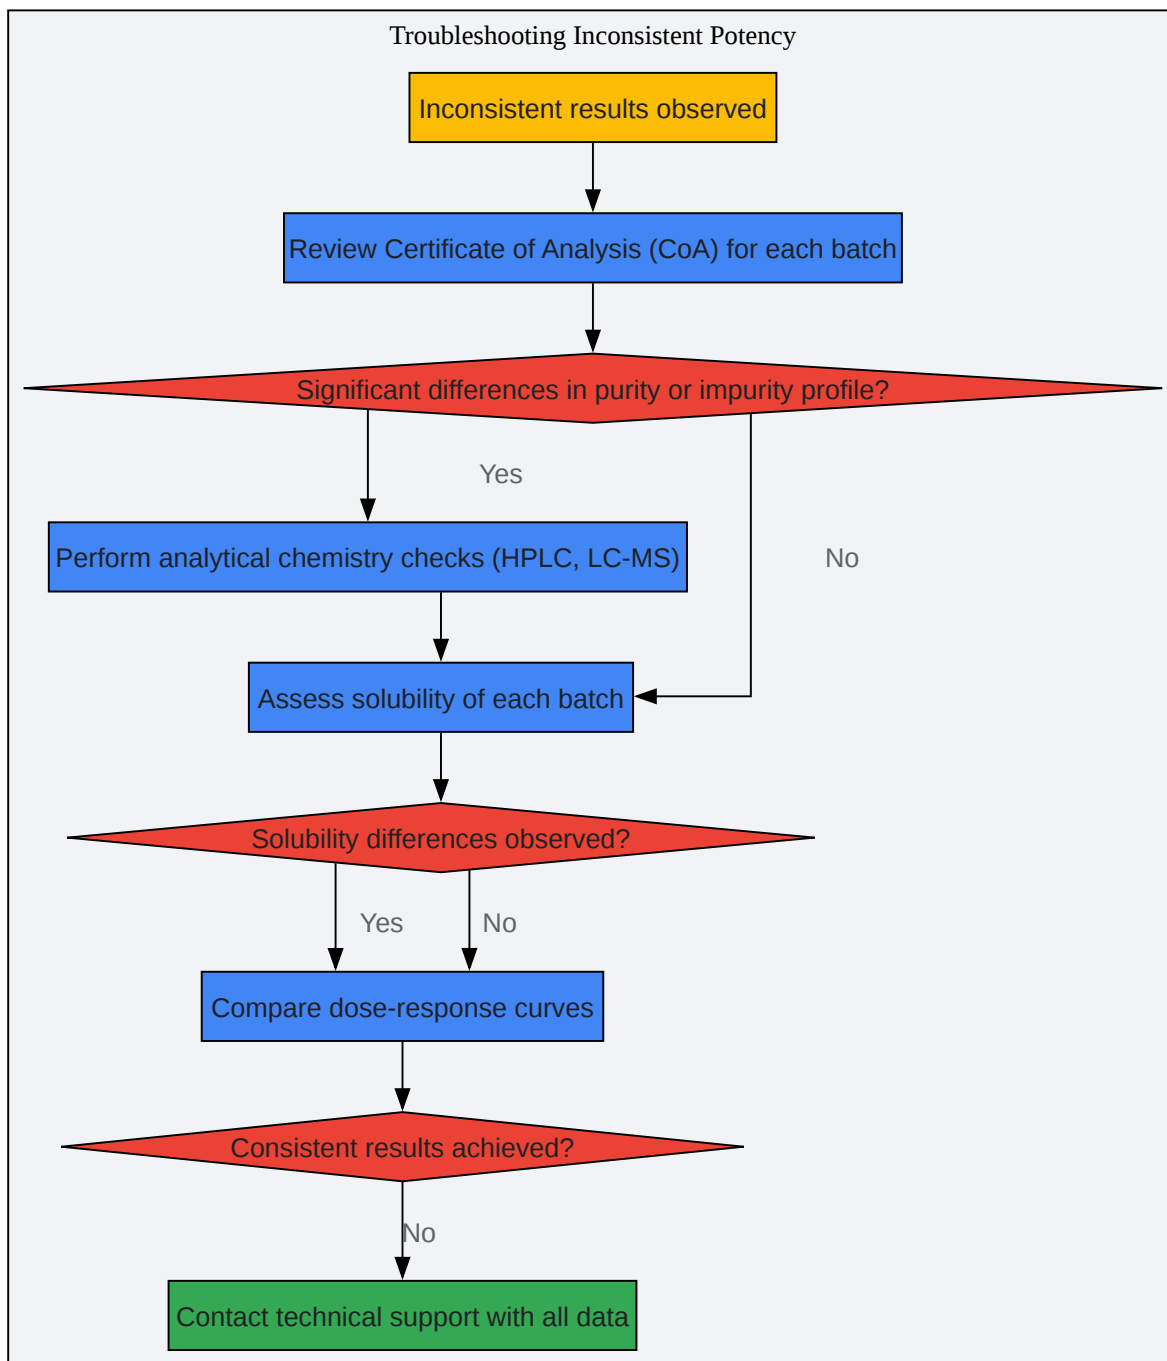 Troubleshooting Inconsistent Potency
Inconsistent results observed
Review Certificate of Analysis (CoA) for each batch
Significant differences in purity or impurity profile?
Yes
Perform analytical chemistry checks (HPLC, LC-MS)
No
Assess solubility of each batch
Solubility differences observed?
Yes
No
Compare dose-response curves
Consistent results achieved?
No
Contact technical support with all data